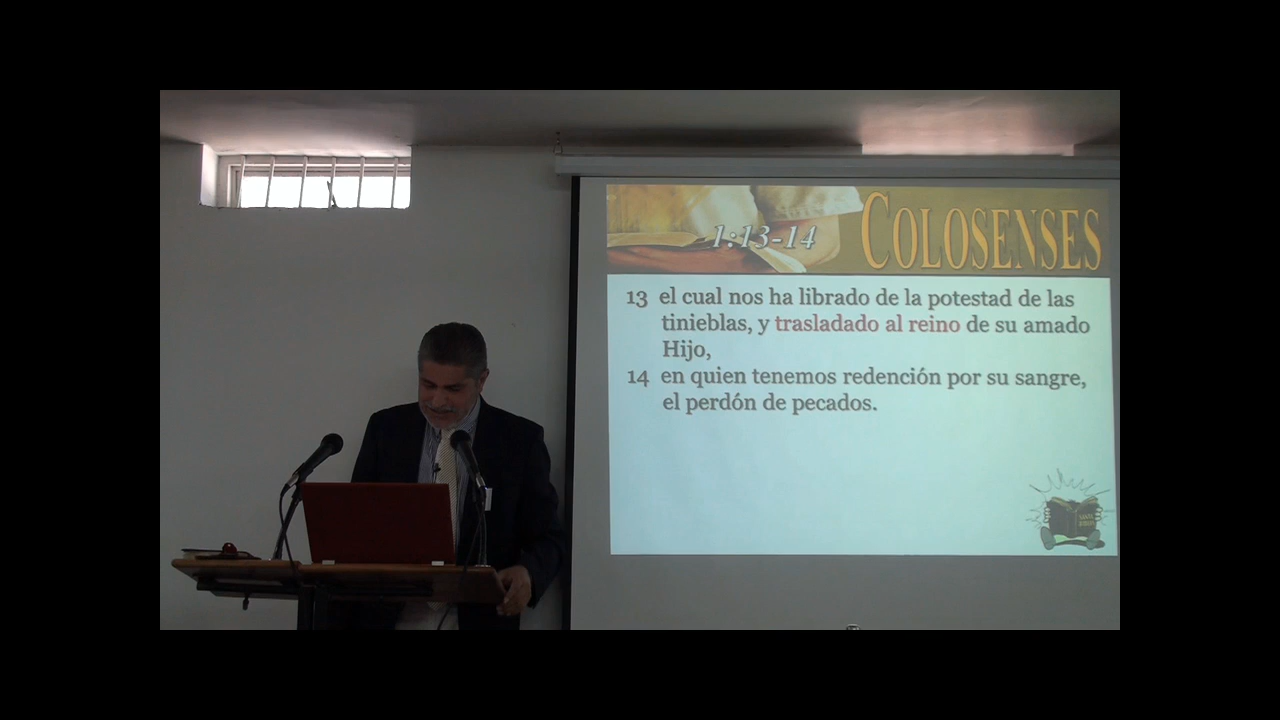 1:13-14
COLOSENSES
13 el cual nos ha librado de la potestad de las
tinieblas, y trasladado al reino de su amado
Hijo,
14 en quien tenemos redención por su sangre,
el perdón de pecados.